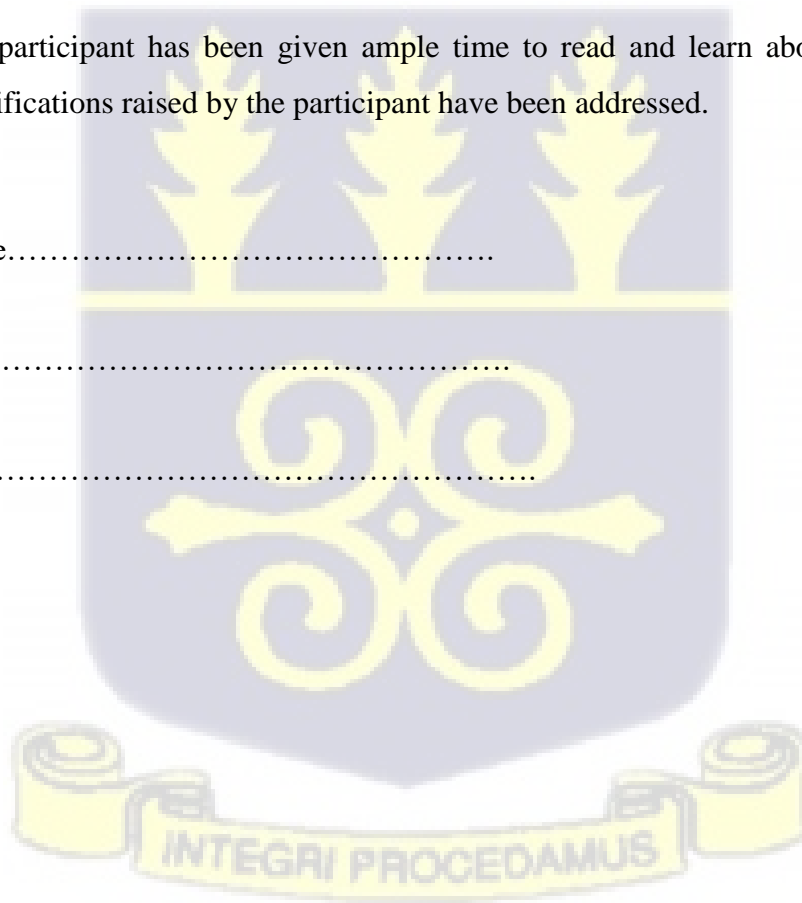 participant has been given ample time to read and learn
ifications raised by the participant have been addressed.
e……………………………………………….
……………………………………………….
……………………………………………….
INTEGRI PROCEDAMUS